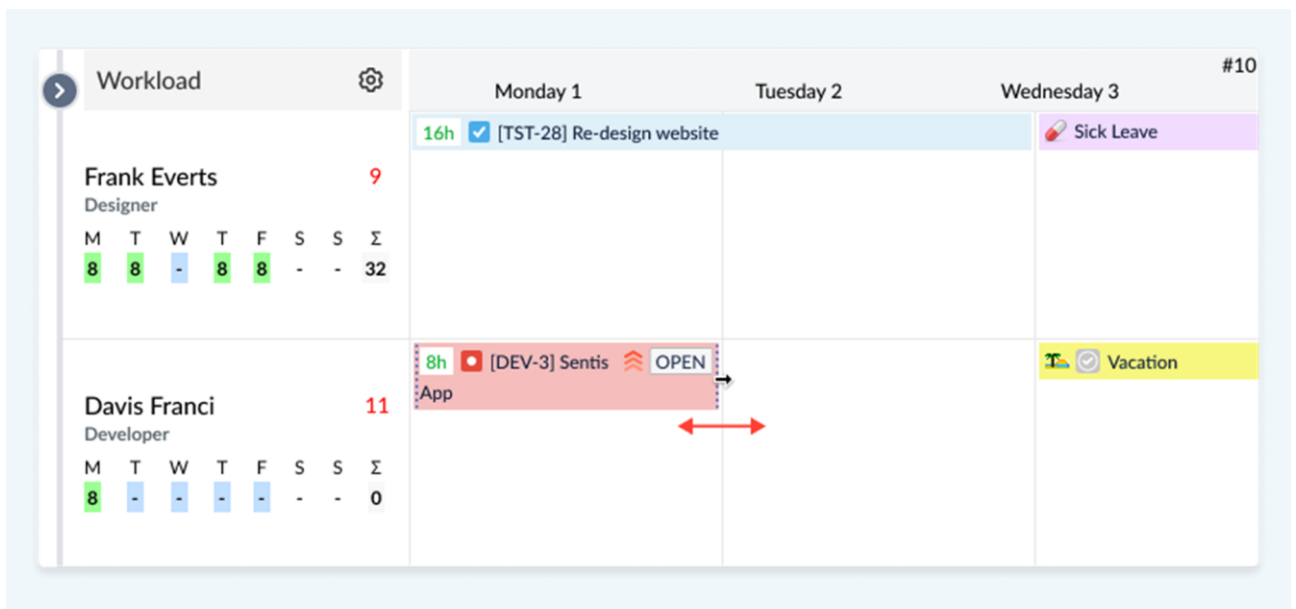 Workload
#10
Monday 1 Tuesday 2 Wednesday 3
16h [TST-28] Re-design website Sick Leave
Frank Everts 9
Designer
M T W T F S S Σ
8 8 - 8 8 - - 32
8h [DEV-3] Sentis OPEN Vacation
App
Davis Franci 11
Developer
M T W T F S S Σ
8 - - - - - - 0